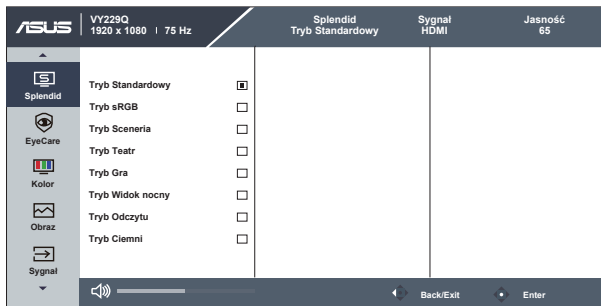 ASUS
VY229Q
1920 x 1080 | 75 Hz
Splendid
Tryb Standardowy
Sygnał
HDMI
Jasność
65
Splendid
EyeCare
Kolor
Obraz
Sygnał
Tryb Standardowy
Tryb sRGB
Tryb Sceneria
Tryb Teatr
Tryb Gra
Tryb Widok nocny
Tryb Odczytu
Tryb Ciemni
Back/Exit
Enter